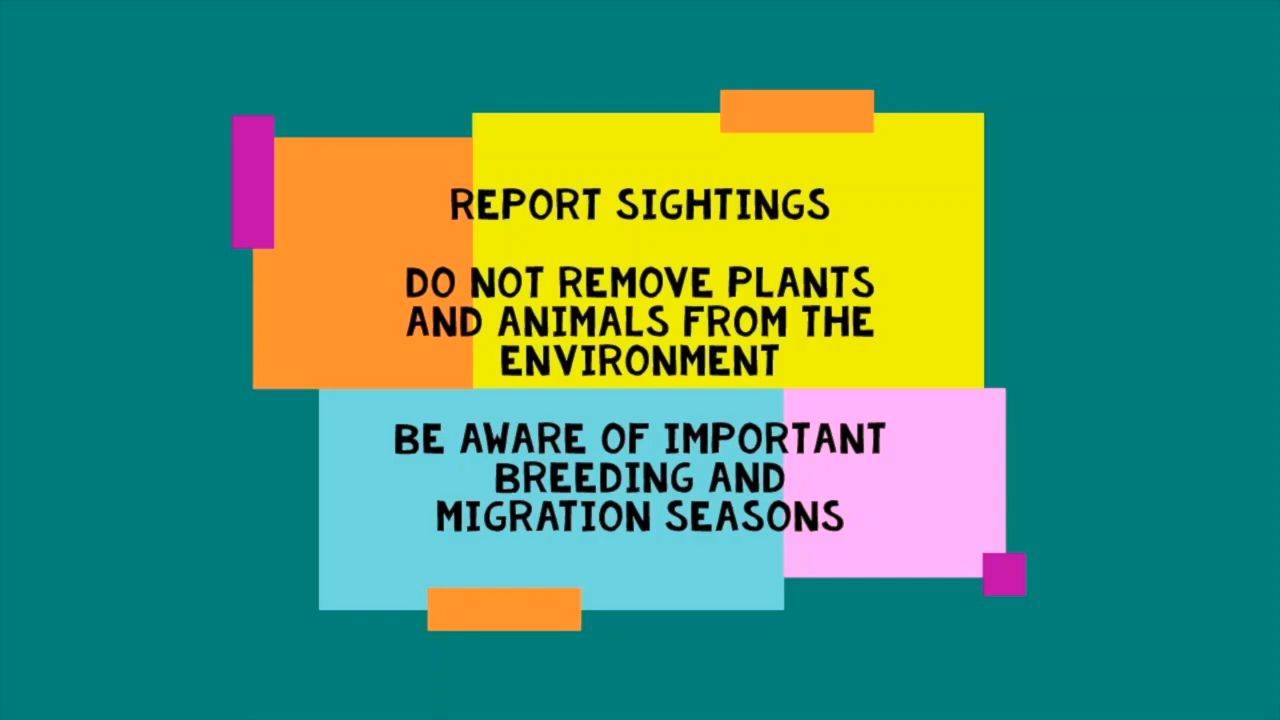 REPORT SIGHTINGS
DO NOT REMOVE PLANTS
AND ANIMALS FROM THE
ENVIRONMENT
BE AWARE OF IMPORTANT
BREEDING AND
MIGRATION SEASONS